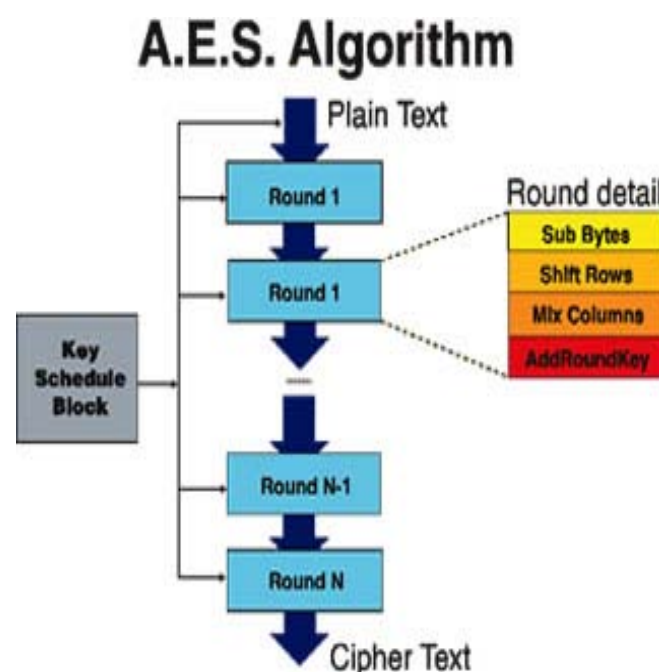 A.E.S. Algorithm
Plain Text
Round 1
Round 1
Round detail
Sub Bytes
Shift Rows
Mix Columns
AddRoundKey
Key
Schedule
Block
.....
Round N-1
Round N
Cipher Text